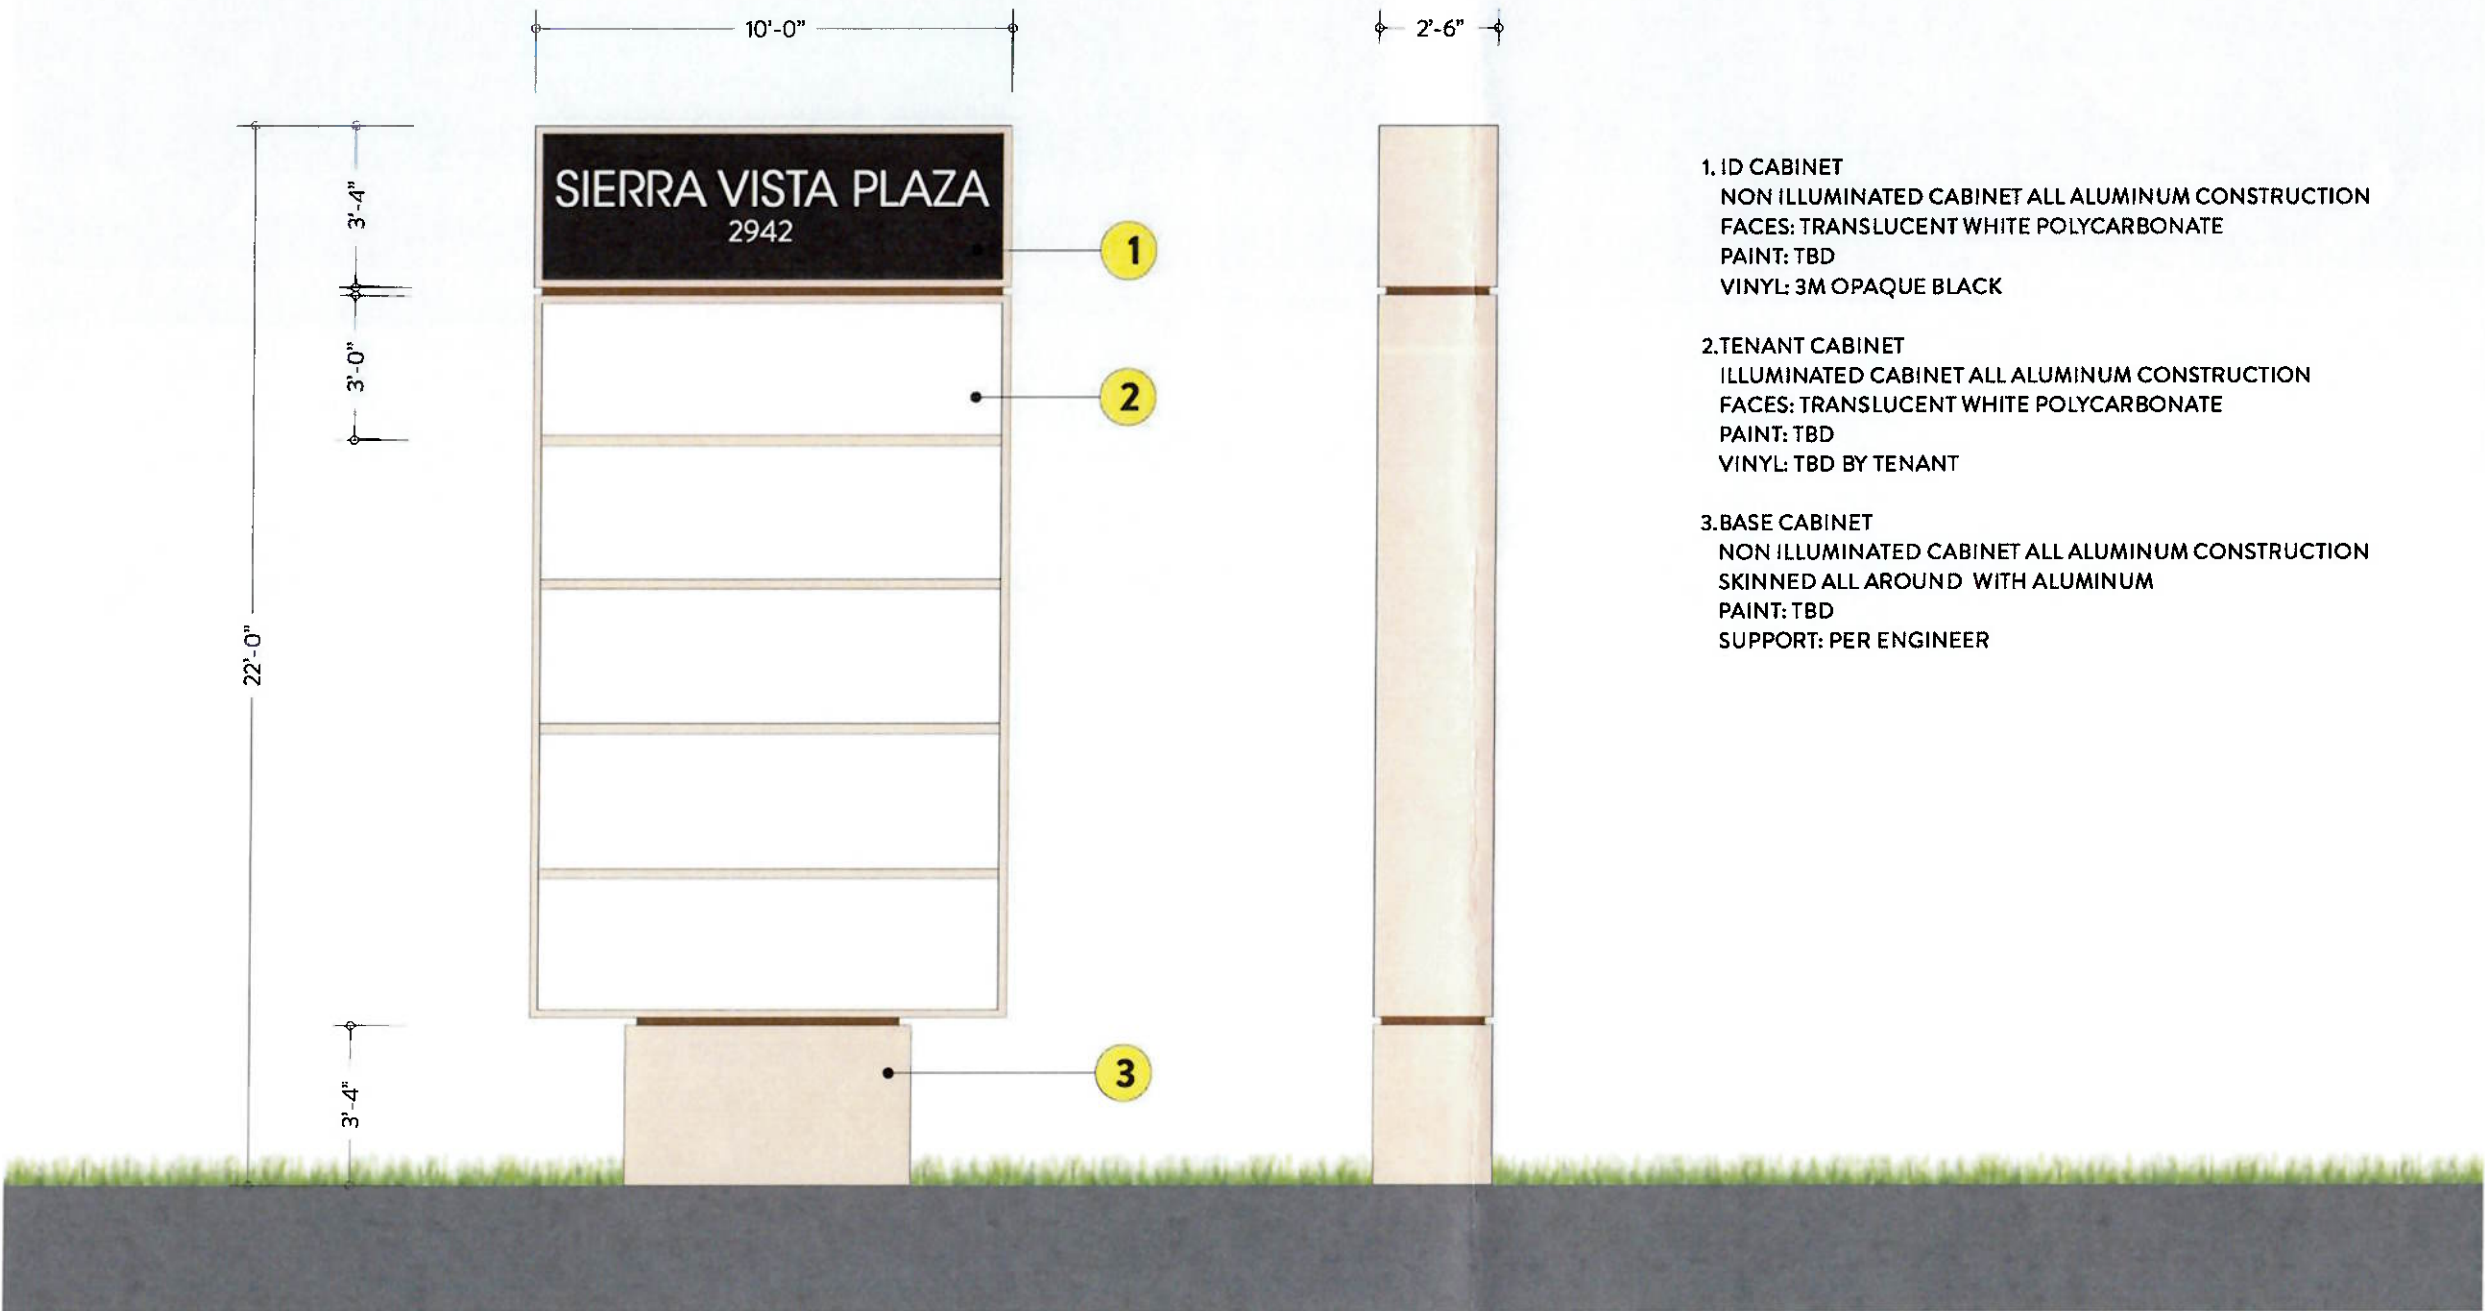 10'-0"
2'-6"
3'-4"
3'-0"
22'-0"
3'-4"
SIERRA VISTA PLAZA
2942
1
2
3
1. ID CABINET
NON ILLUMINATED CABINET ALL ALUMINUM CONSTRUCTION
FACES: TRANSLUCENT WHITE POLYCARBONATE
PAINT: TBD
VINYL: 3M OPAQUE BLACK
2.TENANT CABINET
ILLUMINATED CABINET ALL ALUMINUM CONSTRUCTION
FACES: TRANSLUCENT WHITE POLYCARBONATE
PAINT: TBD
VINYL: TBD BY TENANT
3.BASE CABINET
NON ILLUMINATED CABINET ALL ALUMINUM CONSTRUCTION
SKINNED ALL AROUND WITH ALUMINUM
PAINT: TBD
SUPPORT: PER ENGINEER